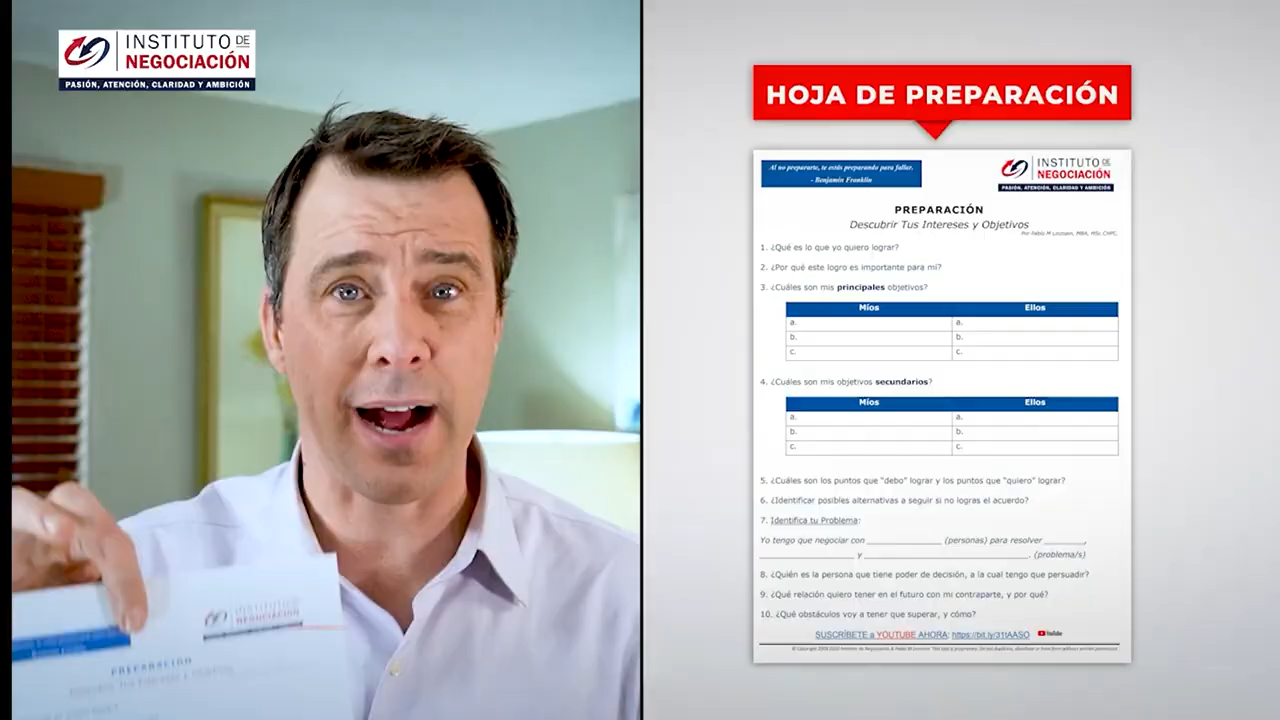 INSTITUTO DE
NEGOCIACIÓN
PASIÓN, ATENCIÓN, CLARIDAD Y AMBICIÓN
HOJA DE PREPARACIÓN
Al no prepararte, te estás preparando para fallar.
- Benjamin Franklin
INSTITUTO DE
NEGOCIACIÓN
PASIÓN, ATENCIÓN, CLARIDAD Y AMBICIÓN
PREPARACIÓN
Descubrir Tus Intereses y Objetivos
1. ¿Qué es lo que yo quiero lograr?
2. ¿Por qué este logro es importante para mí?
3. ¿Cuáles son mis principales objetivos?
Míos Ellos
a. a.
b. b.
c. c.
4. ¿Cuáles son mis objetivos secundarios?
Míos Ellos
a. a.
b. b.
c. c.
5. ¿Cuáles son los puntos que "debo" lograr y los puntos que "quiero" lograr?
6. ¿Identificar posibles alternativas a seguir si no logras el acuerdo?
7. Identifica tu Problema:
Yo tengo que negociar con ______________ (personas) para resolver ________,
__________________ y ______________________________. (problema/s)
8. ¿Quién es la persona que tiene poder de decisión, a la cual tengo que persuadir?
9. ¿Qué relación quiero tener en el futuro con mi contraparte, y por qué?
10. ¿Qué obstáculos voy a tener que superar, y cómo?
SUSCRÍBETE a YOUTUBE AHORA: https://bit.ly/31tAASO YouTube
INSTITUTO
NEGOCIACIÓN
PREPARACIÓN